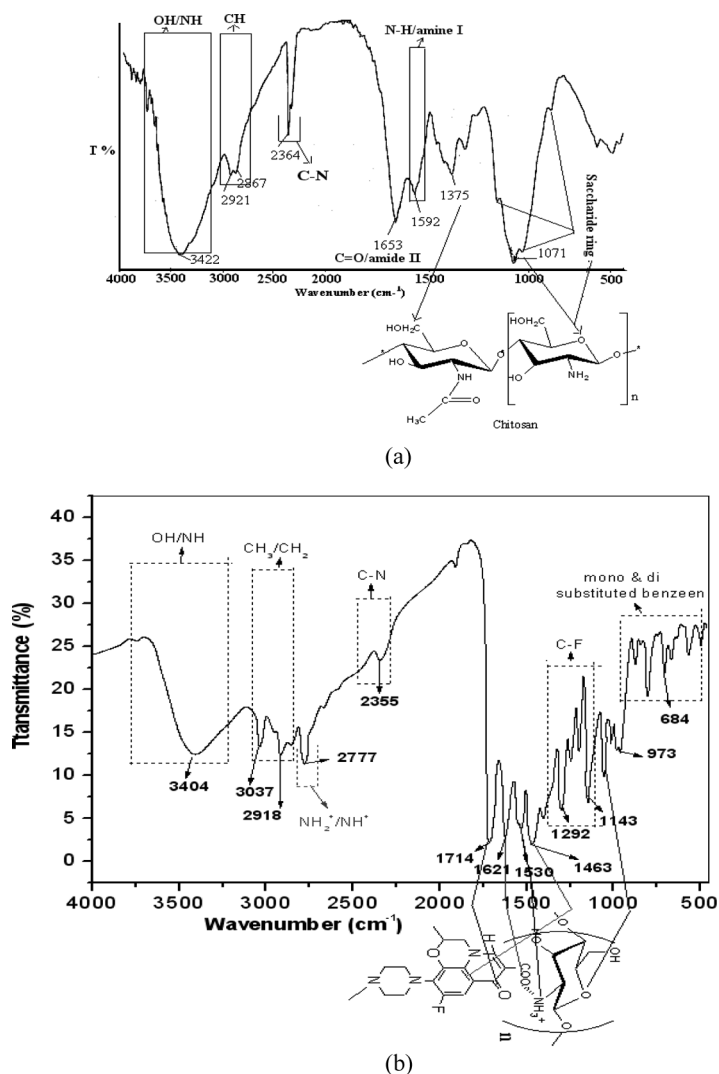 OH/NH
CH
N-H/amine I
T %
2364
C-N
2867
2921
3422
1653
C=O/amide II
1592
1375
1071
Saccharide ring.
4000 3500 3000 2500 2000 1500 1000 500
Wavenumber (cm-1)
HOH2C
O
HO
NH
C
O
H3C
*
O
HOH2C
O
HO
NH2
O
*
n
Chitosan
(a)
Ttansmittance (%)
42
40
35
30
25
20
15
10
5
0
OH/NH
CH3/CH2
C-N
C-F
mono & di
substituted benzeen
3404
3037
2918
2777
NH2+/NH+
2355
1714
1621
1530
1463
1292
1143
973
684
4000 3500 3000 2500 2000 1500 1000 500
Wavenumber (cm-1)
O
N
N
N
F
O
H
COO
NH3
+
HO
O
OH
O
O
n
(b)